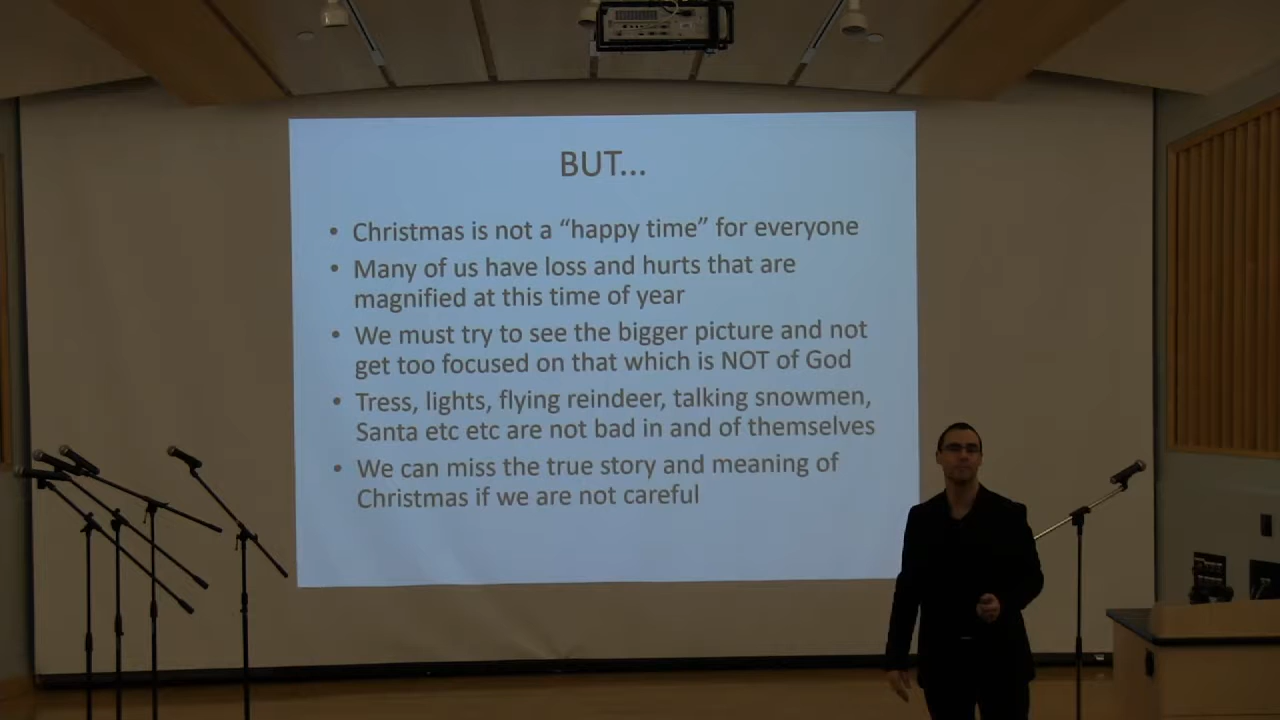 BUT...
• Christmas is not a “happy time” for everyone
• Many of us have loss and hurts that are
magnified at this time of year
• We must try to see the bigger picture and not
get too focused on that which is NOT of God
• Tress, lights, flying reindeer, talking snowmen,
Santa etc etc are not bad in and of themselves
• We can miss the true story and meaning of
Christmas if we are not careful